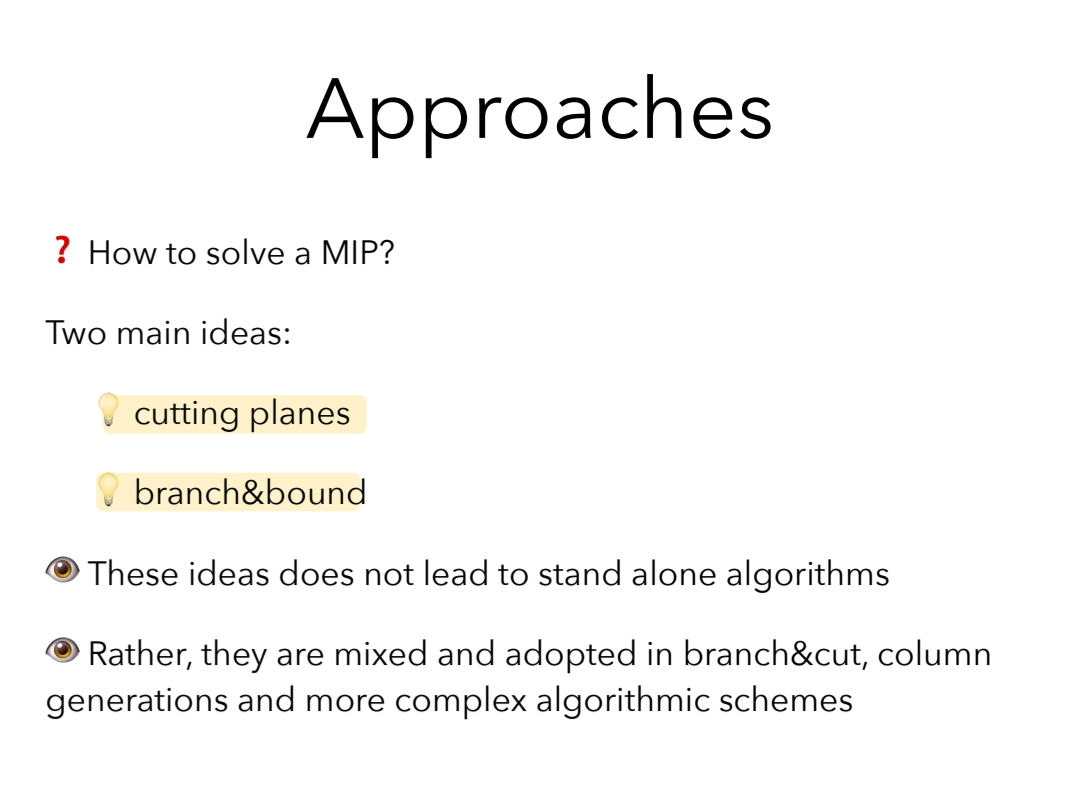 Approaches
❓ How to solve a MIP?
Two main ideas:
💡 cutting planes
💡 branch&bound
👁 These ideas does not lead to stand alone algorithms
👁 Rather, they are mixed and adopted in branch&cut, column
generations and more complex algorithmic schemes